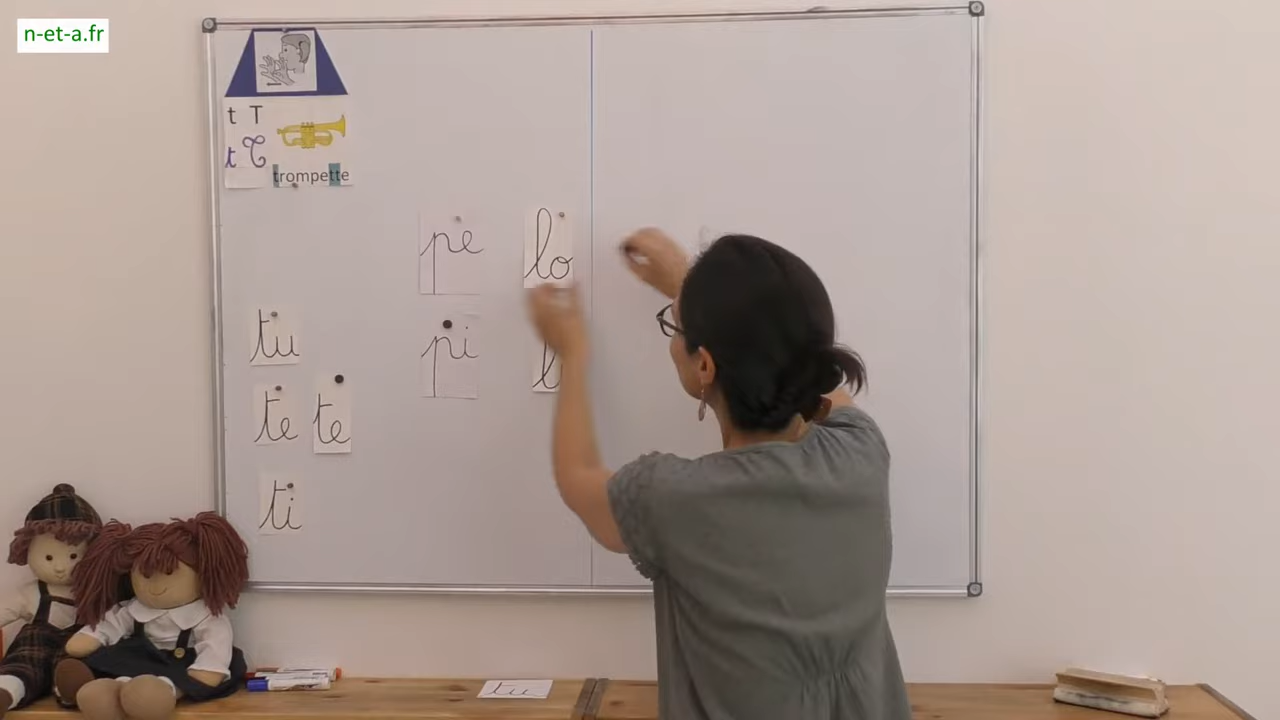 n-et-a.fr
t T
t T
trompette
pe lo
tu
pi l
te te
ti
tu